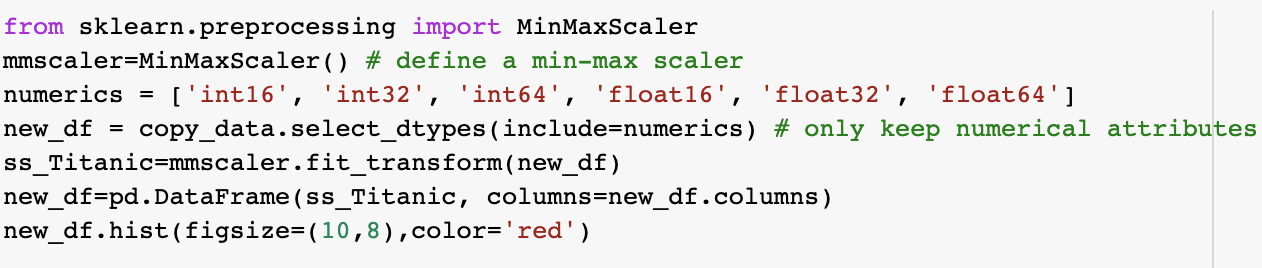 from sklearn.preprocessing import MinMaxScaler
mmscaler=MinMaxScaler() # define a min-max scaler
numerics = ['int16', 'int32', 'int64', 'float16', 'float32', 'float64']
new_df = copy_data.select_dtypes(include=numerics) # only keep numerical attributes
ss_Titanic=mmscaler.fit_transform(new_df)
new_df=pd.DataFrame(ss_Titanic, columns=new_df.columns)
new_df.hist(figsize=(10,8),color='red')